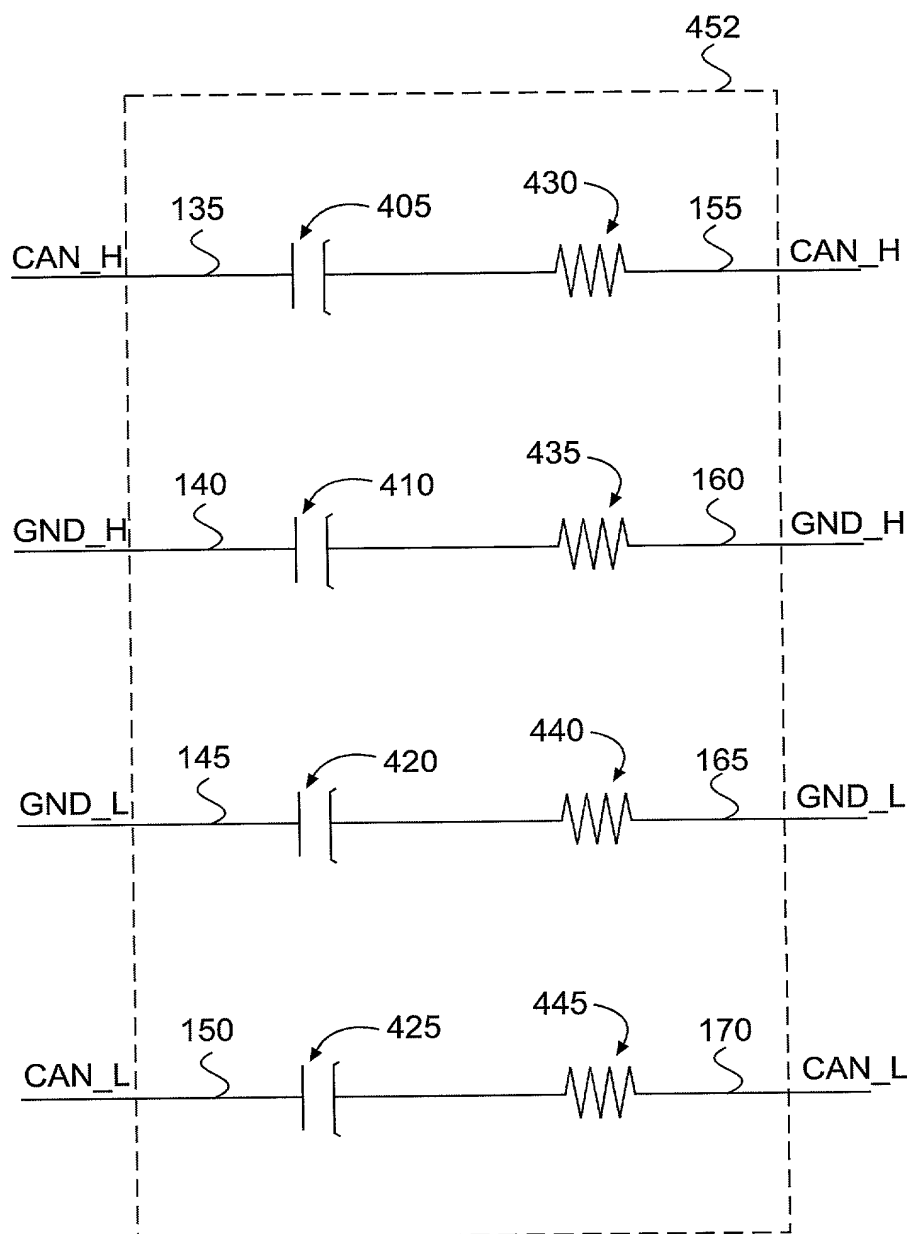 452
135 405 430 155
CAN_H CAN_H
140 410 435 160
GND_H GND_H
145 420 440 165
GND_L GND_L
150 425 445 170
CAN_L CAN_L